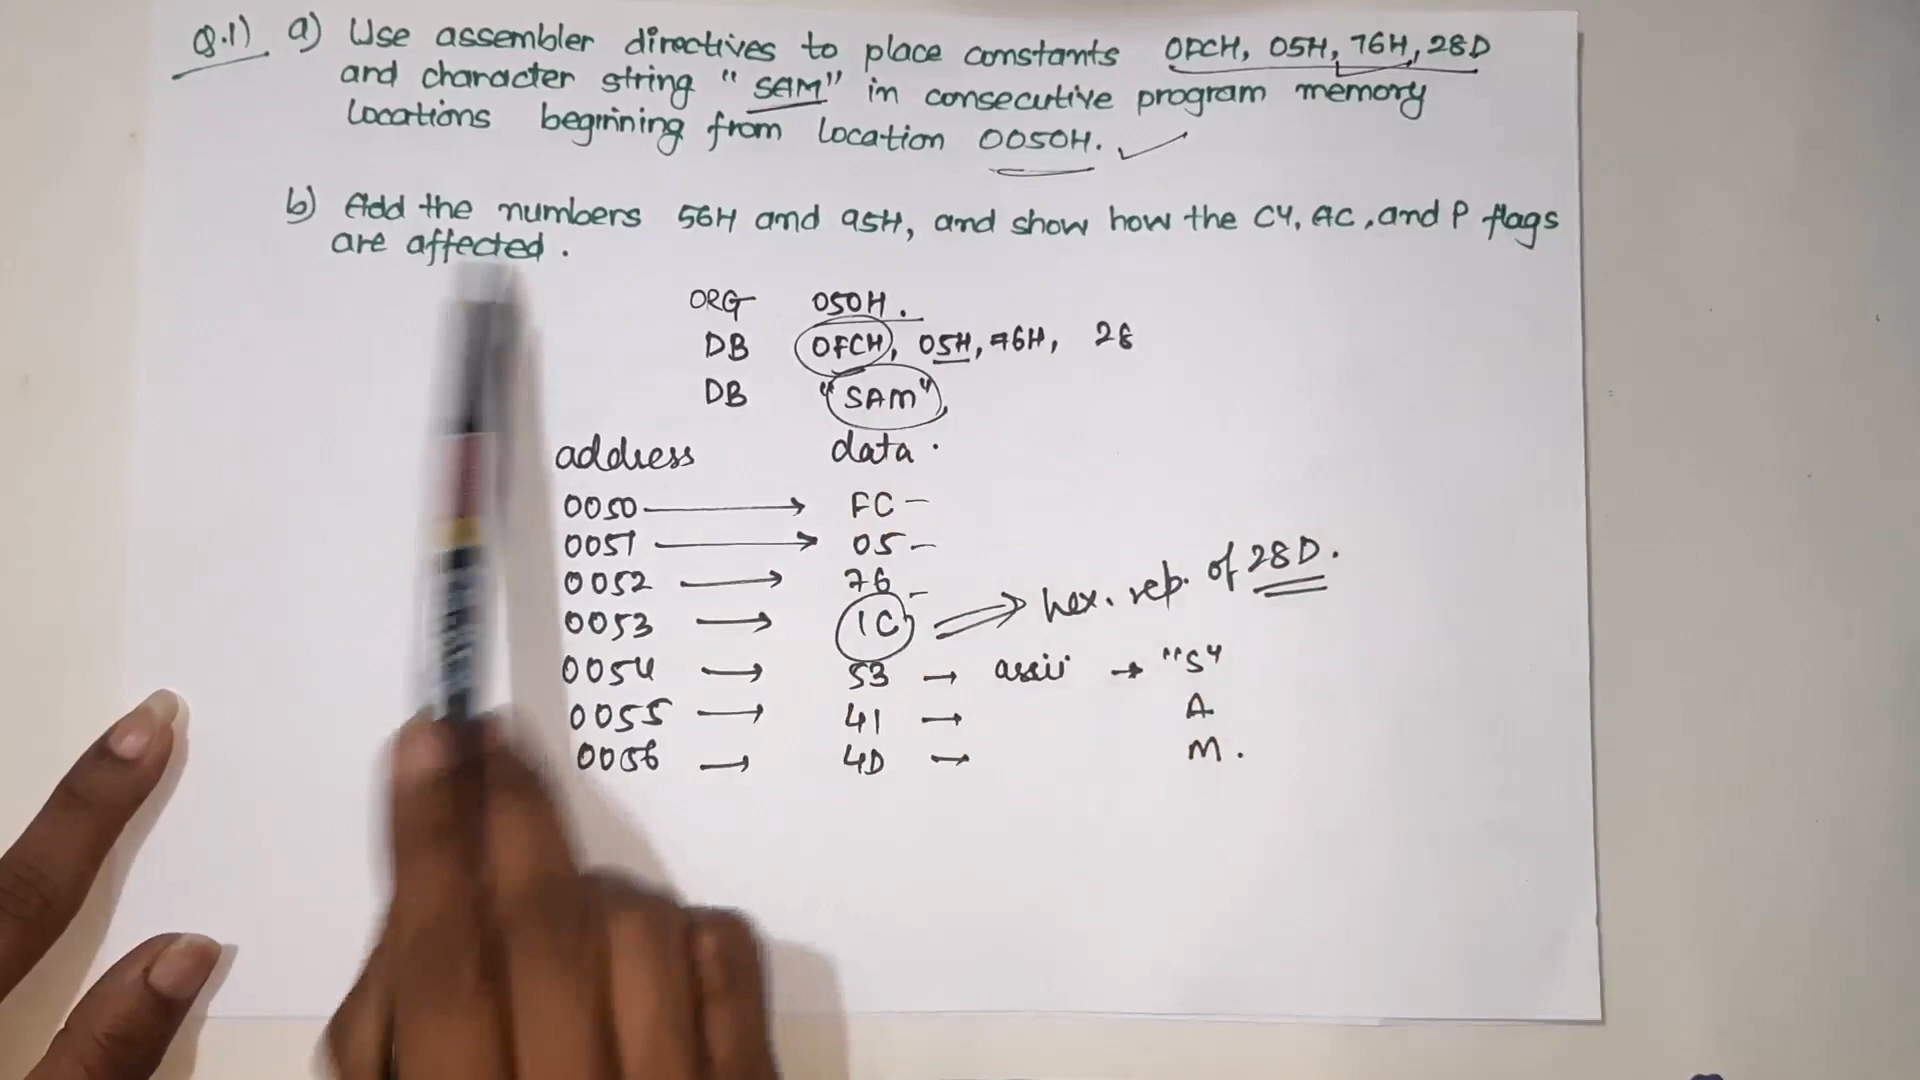 Q.1) a) Use assembler directives to place constants 0FCH, 05H, 76H, 28D
and character string "SAM" in consecutive program memory
locations beginning from location 0050H.
b) Add the numbers 56H and 95H, and show how the CY, AC, and P flags
are affected.
ORG 050H.
DB 0FCH, 05H, 76H, 28
DB "SAM"
address data.
0050 → FC -
0051 → 05 -
0052 → 76 -
0053 → 1C ⇒ hex. rep. of 28D.
0054 → 53 → ascii → "S"
0055 → 41 → A
0056 → 4D → M.